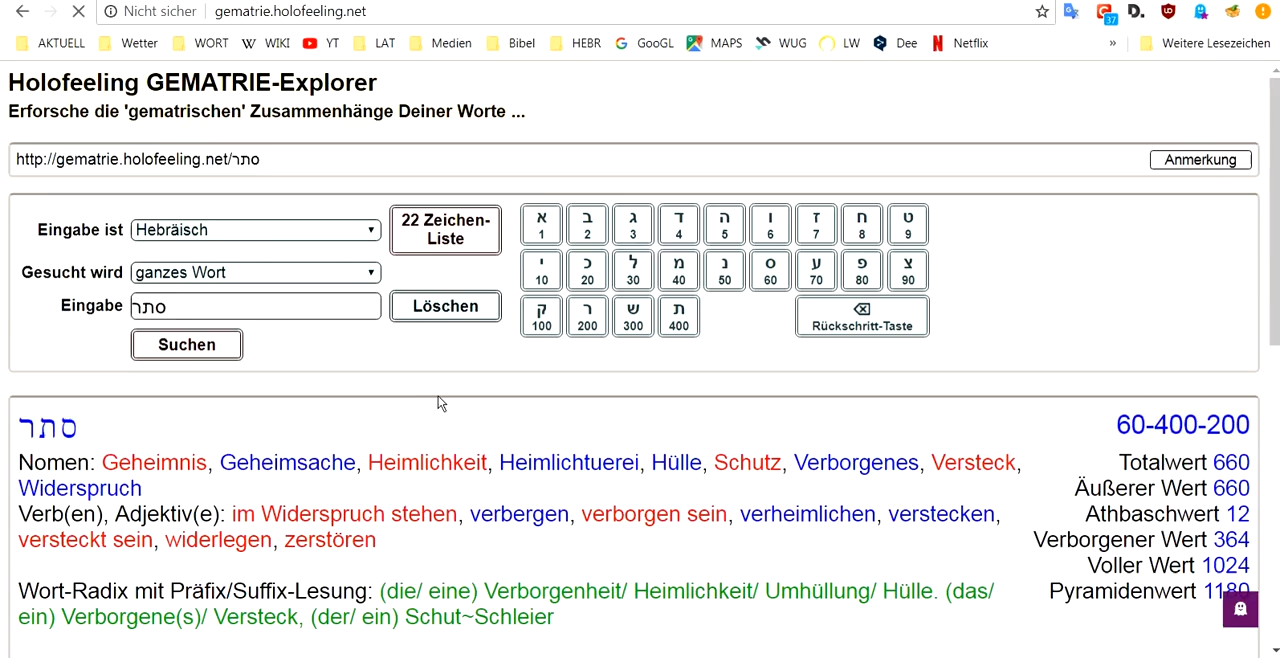 Nicht sicher gematrie.holofeeling.net 37
AKTUELL Wetter WORT WIKI YT LAT Medien Bibel HEBR GooGL MAPS WUG LW Dee Netflix » Weitere Lesezeichen
Holofeeling GEMATRIE-Explorer
Erforsche die 'gematrischen' Zusammenhänge Deiner Worte ...
http://gematrie.holofeeling.net/סתר Anmerkung
Eingabe ist Hebräisch
22 Zeichen-
Liste
Gesucht wird ganzes Wort
Eingabe סתר Löschen
Suchen
א ב ג ד ה ו ז ח ט
1 2 3 4 5 6 7 8 9
י כ ל מ נ ס ע פ צ
10 20 30 40 50 60 70 80 90
ק ר ש ת
100 200 300 400 Rückschritt-Taste
סתר 60-400-200
Nomen: Geheimnis, Geheimsache, Heimlichkeit, Heimlichtuerei, Hülle, Schutz, Verborgenes, Versteck,
Widerspruch
Verb(en), Adjektiv(e): im Widerspruch stehen, verbergen, verborgen sein, verheimlichen, verstecken,
versteckt sein, widerlegen, zerstören
Wort-Radix mit Präfix/Suffix-Lesung: (die/ eine) Verborgenheit/ Heimlichkeit/ Umhüllung/ Hülle. (das/
ein) Verborgene(s)/ Versteck, (der/ ein) Schut~Schleier
Totalwert 660
Äußerer Wert 660
Athbaschwert 12
Verborgener Wert 364
Voller Wert 1024
Pyramidenwert 1180